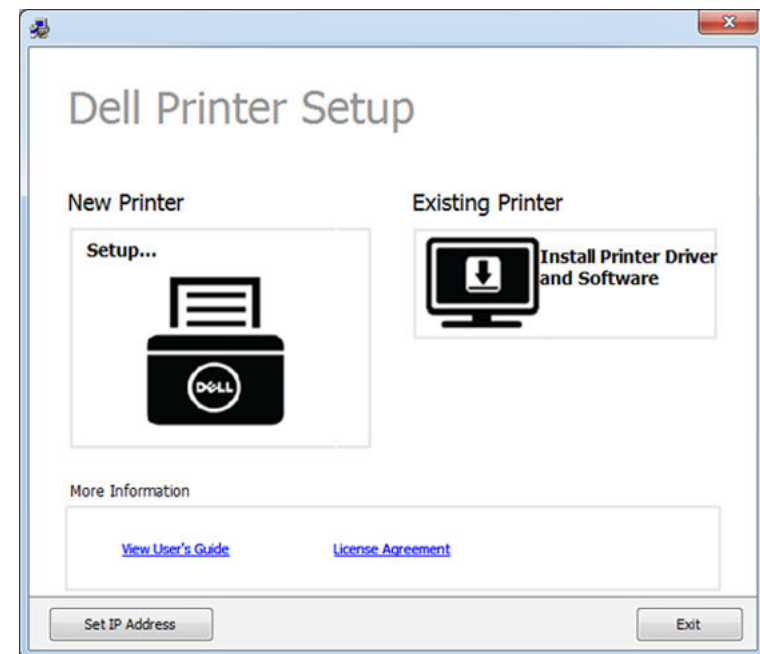 Dell Printer Setup
New Printer
Existing Printer
Setup...
Install Printer Driver
and Software
DELL
More Information
View User's Guide
License Agreement
Set IP Address
Exit